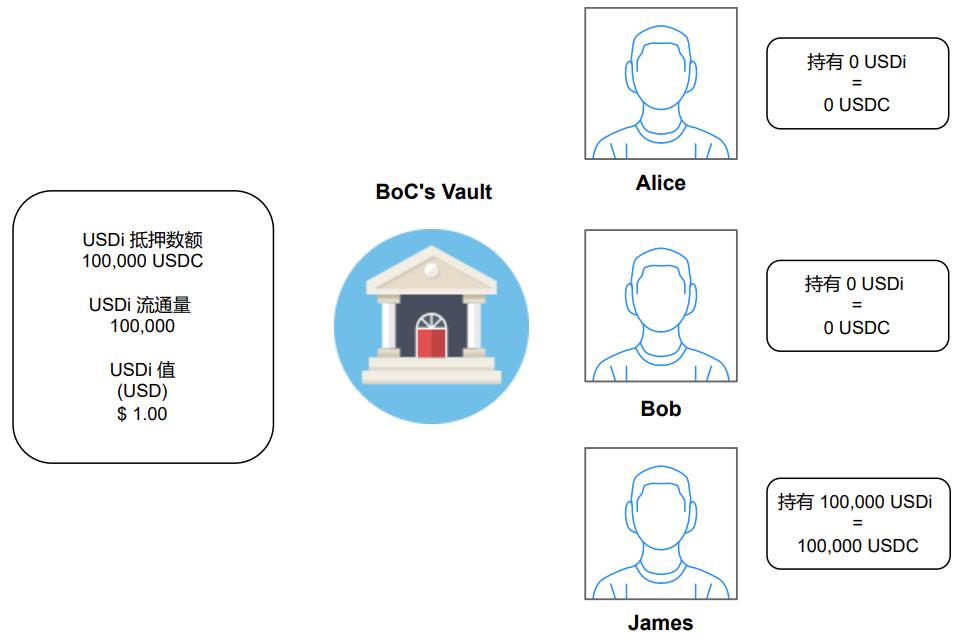 USDi 抵押数额
100,000 USDC
USDi 流通量
100,000
USDi 值
(USD)
$ 1.00
BoC's Vault
Alice
持有 0 USDi
=
0 USDC
Bob
持有 0 USDi
=
0 USDC
James
持有 100,000 USDi
=
100,000 USDC